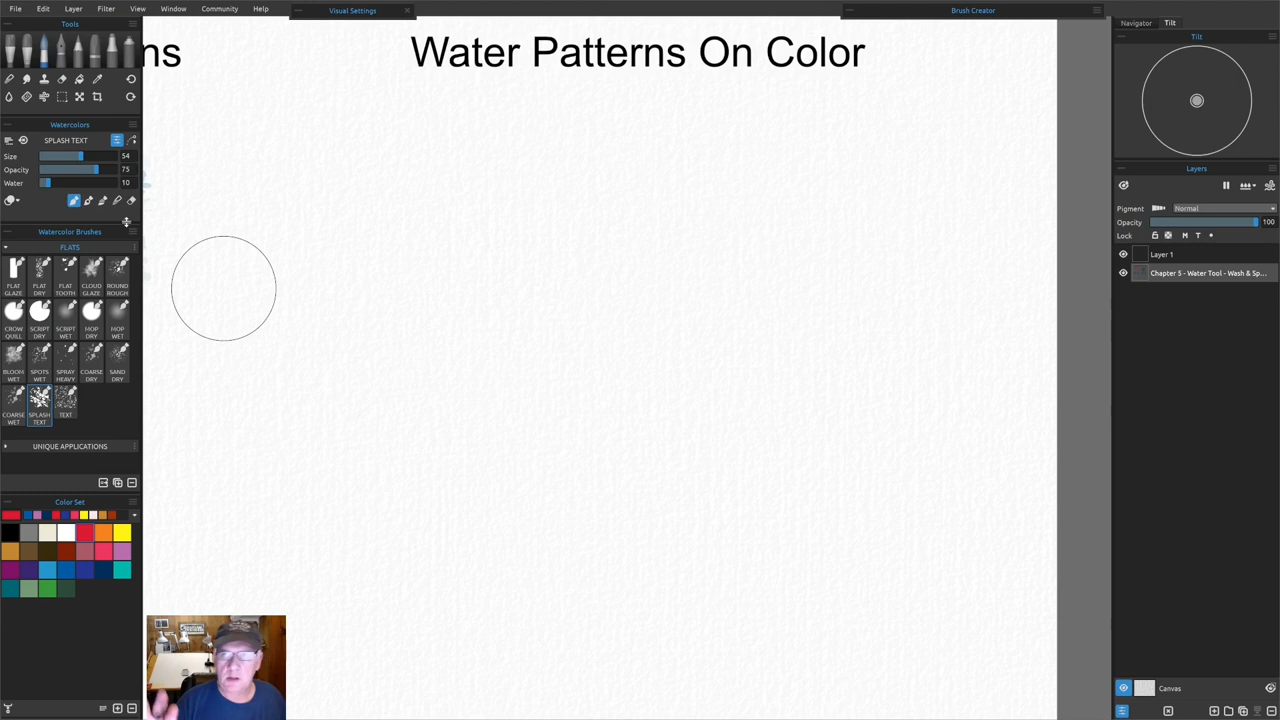 File Edit Layer Filter View Window Community Help
Visual Settings
Brush Creator
Tools
Watercolors
SPLASH TEXT
Size 54
Opacity 75
Water 10
Watercolor Brushes
FLATS
FLAT GLAZE
FLAT DRY
FLAT TOOTH
CLOUD GLAZE
ROUND ROUGH
CROW QUILL
SCRIPT DRY
SCRIPT WET
MOP DRY
MOP WET
BLOOM WET
SPOTS WET
SPRAY HEAVY
COARSE DRY
SAND DRY
COARSE WET
SPLASH TEXT
TEXT
UNIQUE APPLICATIONS
Color Set
ns
Water Patterns On Color
Navigator Tilt
Tilt
Layers
Pigment Normal
Opacity 100
Lock M T
Layer 1
Chapter 5 - Water Tool - Wash & Sp...
Canvas